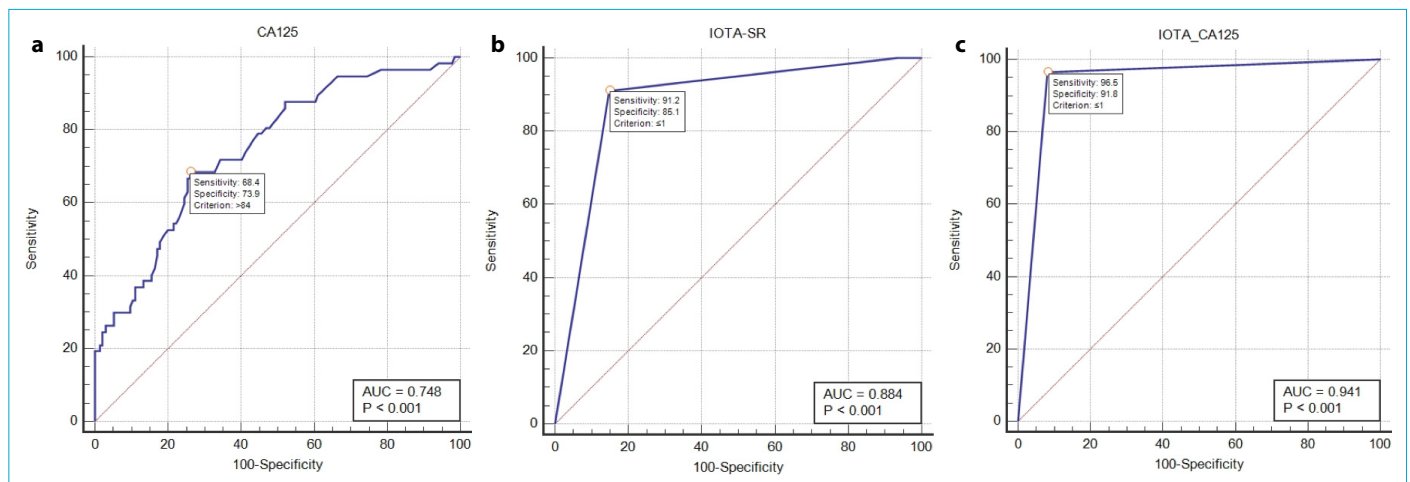 a
CA125
100
80
60
40
20
0
Sensitivity
Sensitivity: 68.4
Specificity: 73.9
Criterion: >84
AUC = 0.748
P < 0.001
0 20 40 60 80 100
100-Specificity
b
IOTA-SR
100
80
60
40
20
0
Sensitivity
Sensitivity: 91.2
Specificity: 85.1
Criterion: ≤1
AUC = 0.884
P < 0.001
0 20 40 60 80 100
100-Specificity
c
IOTA_CA125
100
80
60
40
20
0
Sensitivity
Sensitivity: 96.5
Specificity: 91.8
Criterion: ≤1
AUC = 0.941
P < 0.001
0 20 40 60 80 100
100-Specificity